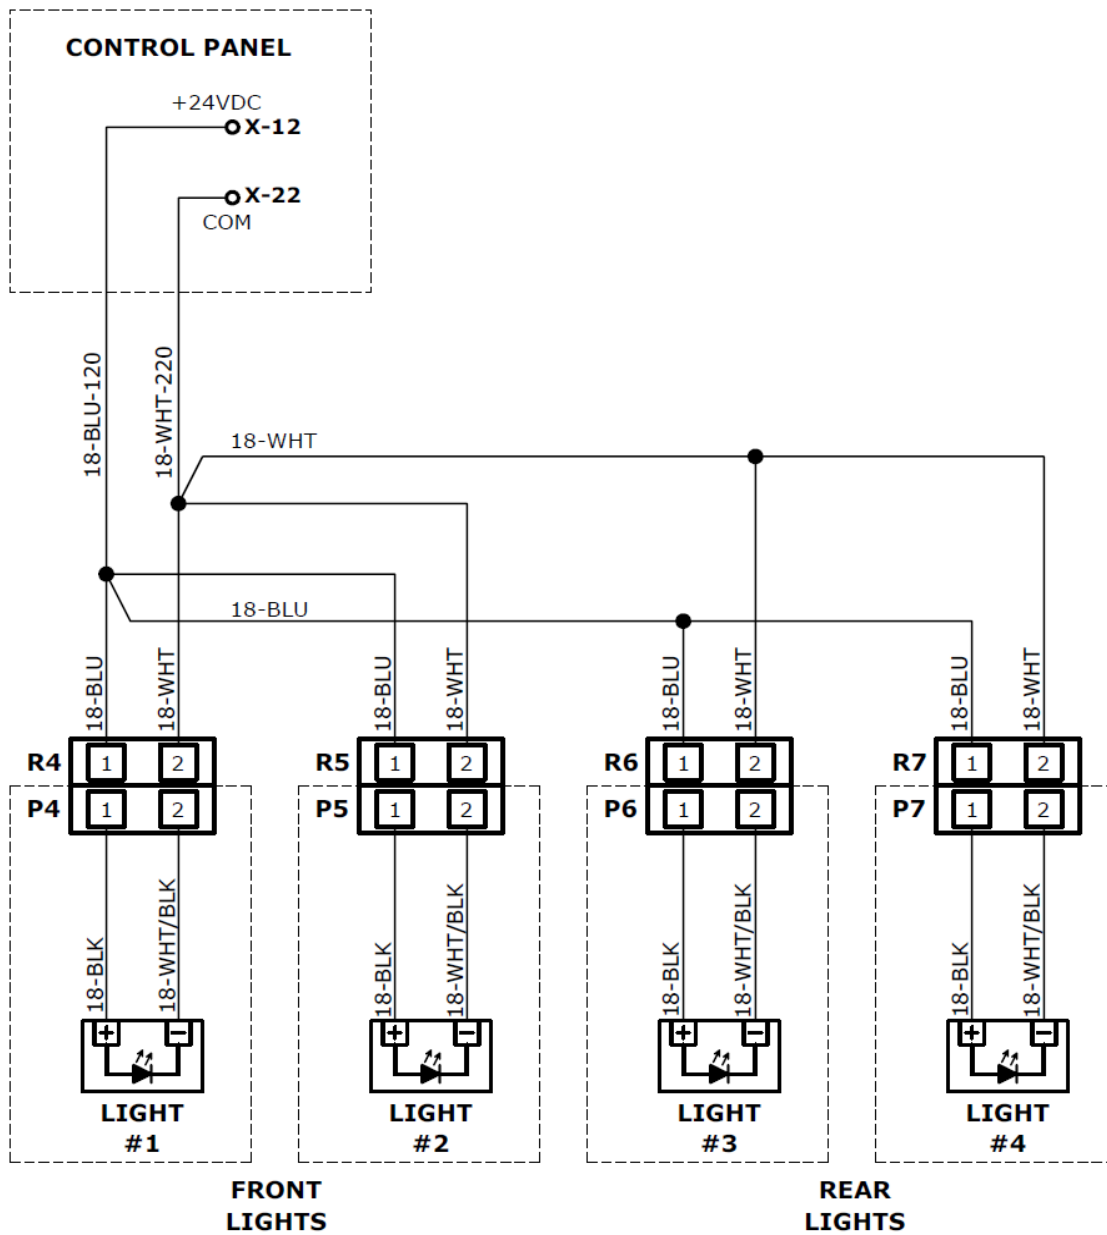 CONTROL PANEL
+24VDC
X-12
X-22
COM
18-BLU-120
18-WHT-220
18-WHT
18-BLU
18-BLU
18-WHT
18-BLU
18-WHT
18-BLU
18-WHT
18-BLU
18-WHT
R4 1 2
R5 1 2
R6 1 2
R7 1 2
P4 1 2
P5 1 2
P6 1 2
P7 1 2
18-BLK
18-WHT/BLK
18-BLK
18-WHT/BLK
18-BLK
18-WHT/BLK
18-BLK
18-WHT/BLK
+ −
+ −
+ −
+ −
LIGHT
#1
LIGHT
#2
LIGHT
#3
LIGHT
#4
FRONT
LIGHTS
REAR
LIGHTS